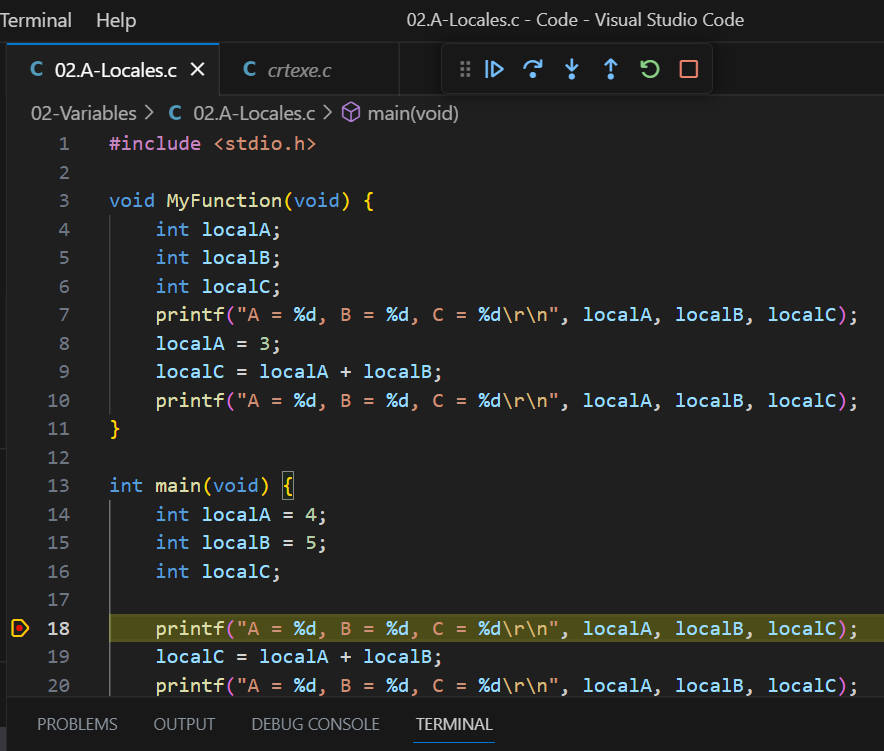 Terminal Help 02.A-Locales.c - Code - Visual Studio Code
C 02.A-Locales.c × C crtexe.c
02-Variables > C 02.A-Locales.c > main(void)
1 #include <stdio.h>
2
3 void MyFunction(void) {
4 int localA;
5 int localB;
6 int localC;
7 printf("A = %d, B = %d, C = %d\r\n", localA, localB, localC);
8 localA = 3;
9 localC = localA + localB;
10 printf("A = %d, B = %d, C = %d\r\n", localA, localB, localC);
11 }
12
13 int main(void) {
14 int localA = 4;
15 int localB = 5;
16 int localC;
17
18 printf("A = %d, B = %d, C = %d\r\n", localA, localB, localC);
19 localC = localA + localB;
20 printf("A = %d, B = %d, C = %d\r\n", localA, localB, localC);
PROBLEMS OUTPUT DEBUG CONSOLE TERMINAL